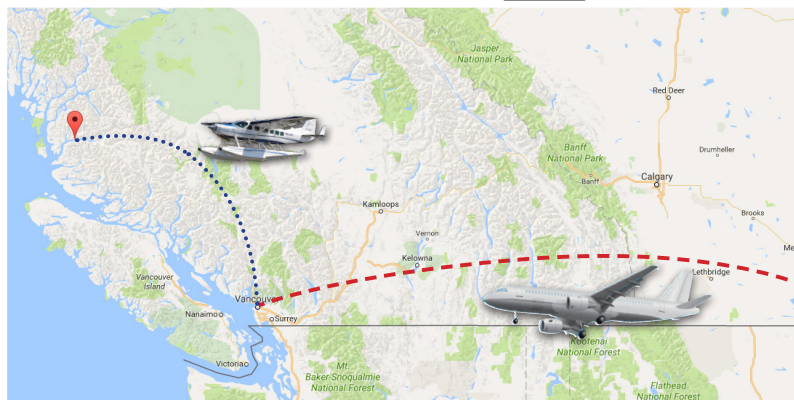 Jasper
National Park
Red Deer
Drumheller
Banff
National Park
Banff
Calgary
Kamloops
Brooks
Vernon
Me
Kelowna
Lethbridge
Vancouver
Island
Vancouver
Nanaimo
Surrey
Kootenai
National Forest
Victoria
Mt.
Baker-Snoqualmie
National Forest
Flathead
National Forest